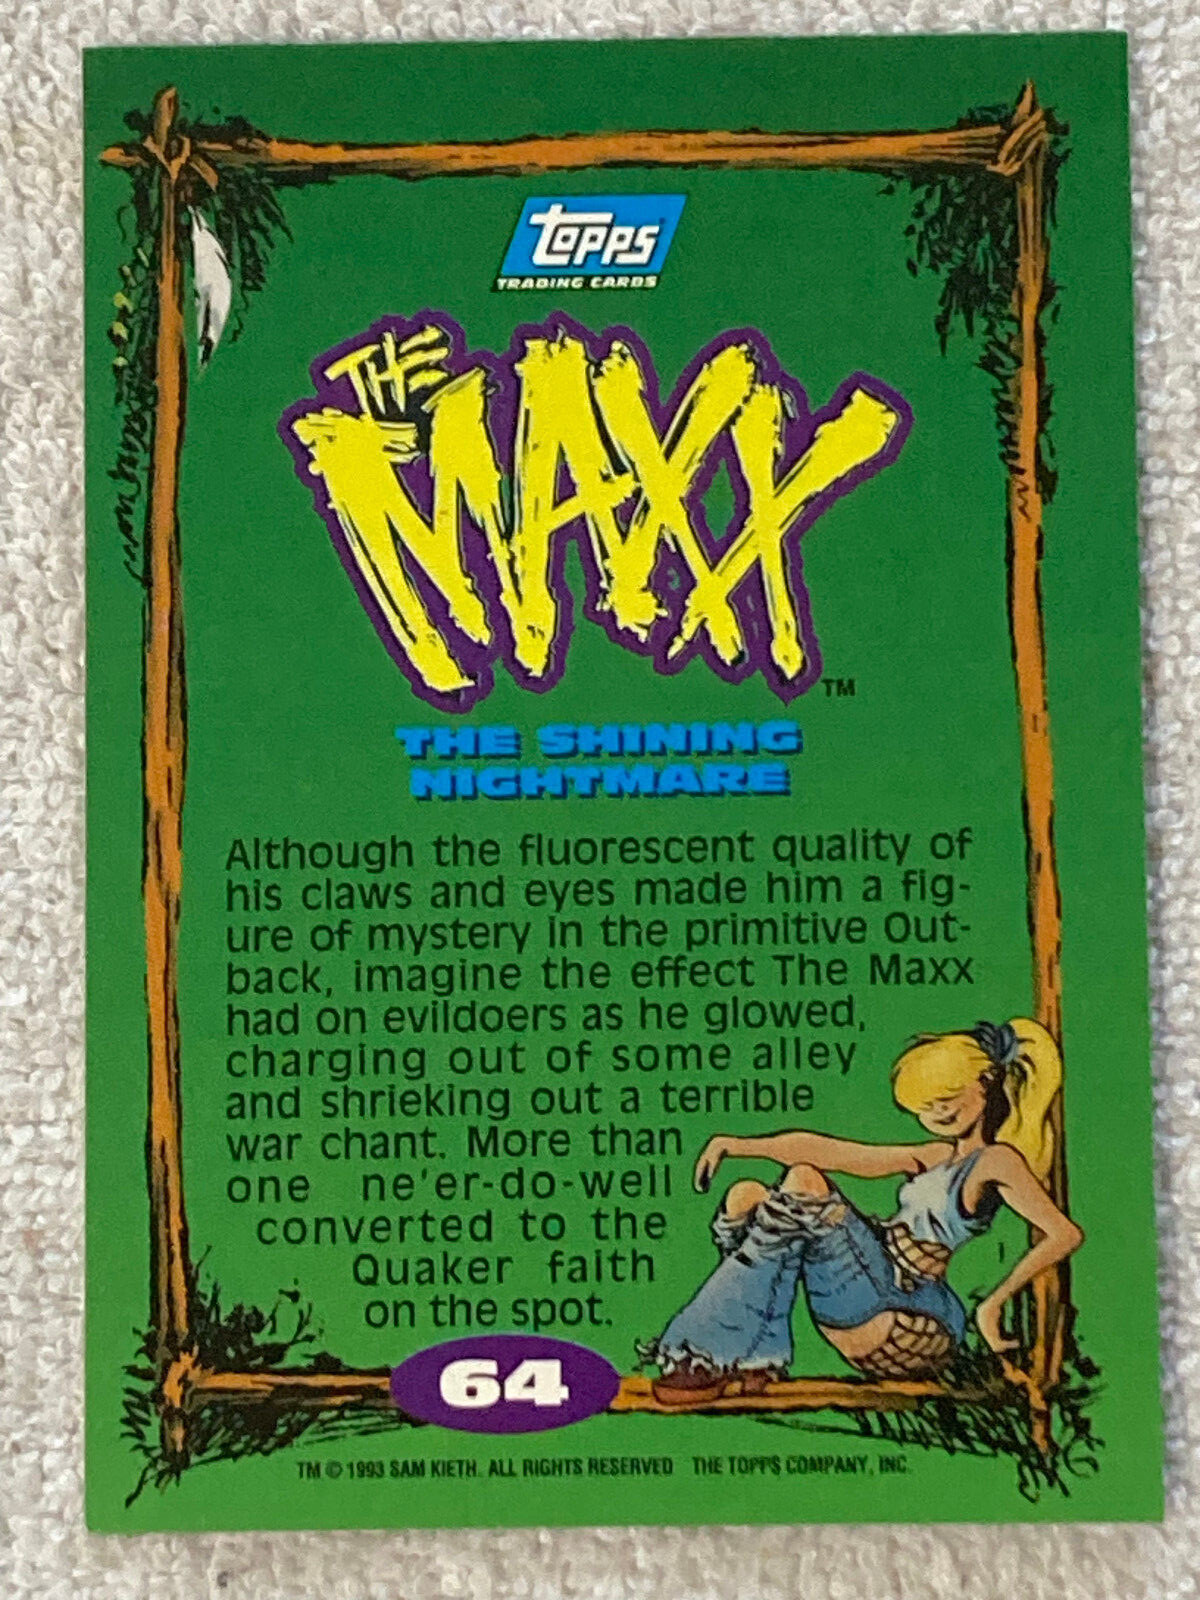 Topps
TRADING CARDS
THE
MAXX
TM
THE SHINING
NIGHTMARE
Although the fluorescent quality of
his claws and eyes made him a fig-
ure of mystery in the primitive Out-
back, imagine the effect The Maxx
had on evildoers as he glowed,
charging out of some alley
and shrieking out a terrible
war chant. More than
one ne'er-do-well
converted to the
Quaker faith
on the spot.
64
TM © 1993 SAM KIETH. ALL RIGHTS RESERVED THE TOPPS COMPANY, INC.